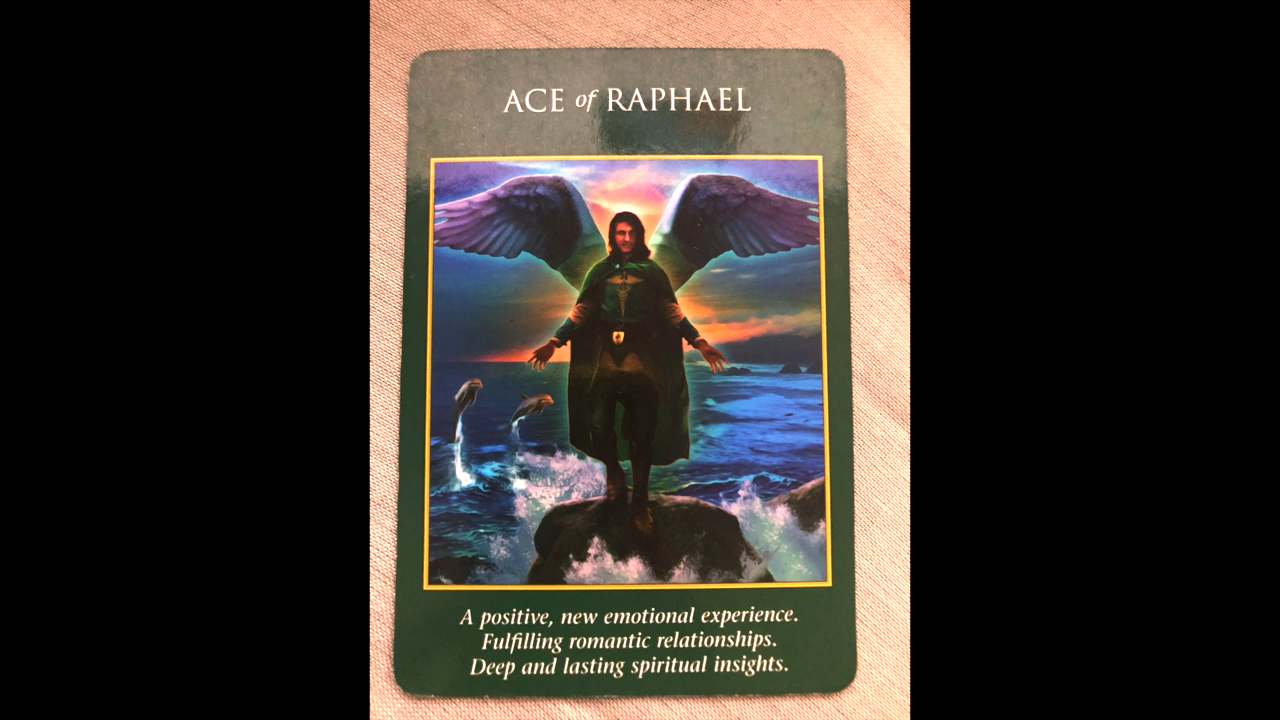 ACE of RAPHAEL
A positive, new emotional experience.
Fulfilling romantic relationships.
Deep and lasting spiritual insights.